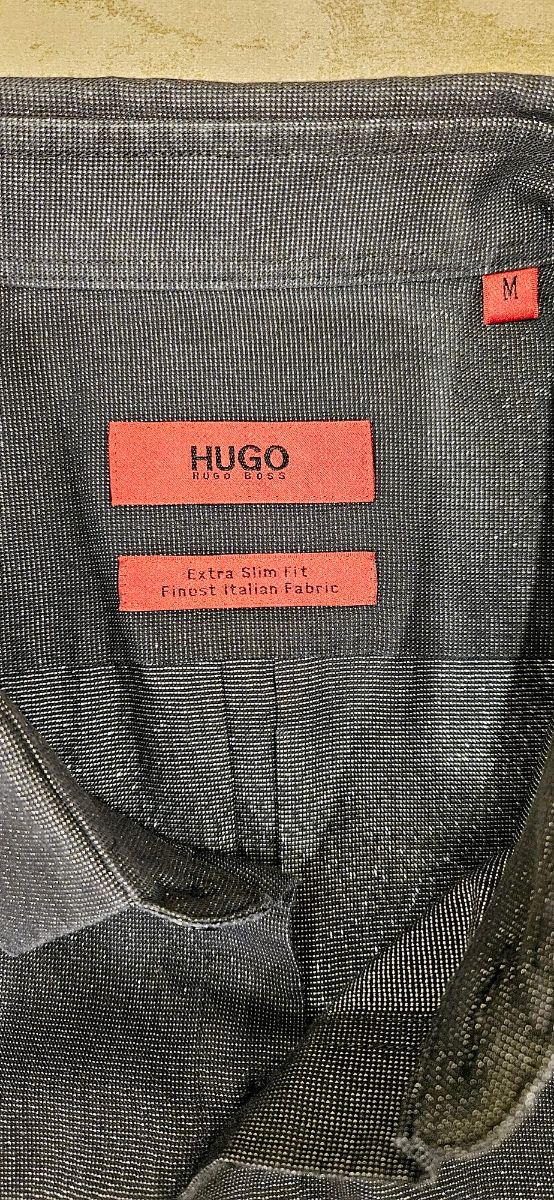 M
HUGO
HUGO BOSS
Extra Slim Fit
Finest Italian Fabric